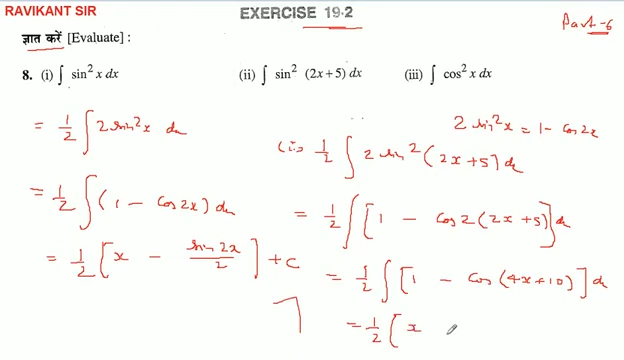 RAVIKANT SIR
EXERCISE 19·2
Part-6
ज्ञात करें [Evaluate] :
8. (i) ∫ sin² x dx (ii) ∫ sin² (2x+5) dx (iii) ∫ cos² x dx
= 1/2 ∫ 2 sin²x dx
2 sin²x = 1 - cos 2x
(ii) 1/2 ∫ 2 sin² (2x+5) dx
= 1/2 ∫ (1 - cos 2x) dx
= 1/2 ∫ [1 - cos 2(2x+5)] dx
= 1/2 [x - sin 2x/2] + c
= 1/2 ∫ [1 - cos (4x+10)] dx
= 1/2 [x